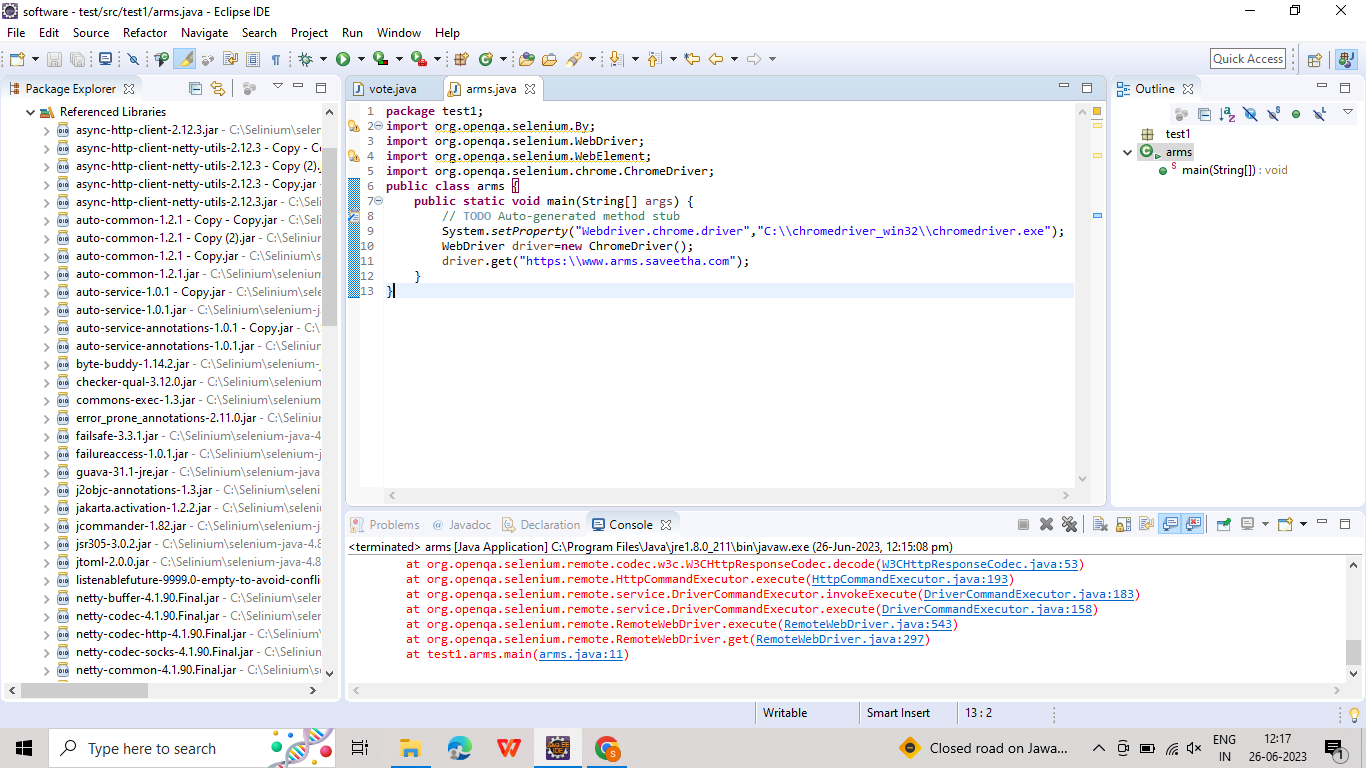 software - test/src/test1/arms.java - Eclipse IDE
File Edit Source Refactor Navigate Search Project Run Window Help
Quick Access
Package Explorer
Referenced Libraries
async-http-client-2.12.3.jar - C:\Selinium\selen
async-http-client-netty-utils-2.12.3 - Copy - Co
async-http-client-netty-utils-2.12.3 - Copy (2).
async-http-client-netty-utils-2.12.3 - Copy.jar -
async-http-client-netty-utils-2.12.3.jar - C:\Seli
auto-common-1.2.1 - Copy - Copy.jar - C:\Selin
auto-common-1.2.1 - Copy (2).jar - C:\Selinium
auto-common-1.2.1 - Copy.jar - C:\Selinium\sele
auto-common-1.2.1.jar - C:\Selinium\selenium-
auto-service-1.0.1 - Copy.jar - C:\Selinium\sele
auto-service-1.0.1.jar - C:\Selinium\selenium-j
auto-service-annotations-1.0.1 - Copy.jar - C:\
auto-service-annotations-1.0.1.jar - C:\Seliniun
byte-buddy-1.14.2.jar - C:\Selinium\selenium-
checker-qual-3.12.0.jar - C:\Selinium\selenium
commons-exec-1.3.jar - C:\Selinium\selenium
error_prone_annotations-2.11.0.jar - C:\Seliniu
failsafe-3.3.1.jar - C:\Selinium\selenium-java-4
failureaccess-1.0.1.jar - C:\Selinium\selenium-
guava-31.1-jre.jar - C:\Selinium\selenium-java
j2objc-annotations-1.3.jar - C:\Selinium\seleni
jakarta.activation-1.2.2.jar - C:\Selinium\seleni
jcommander-1.82.jar - C:\Selinium\selenium-j
jsr305-3.0.2.jar - C:\Selinium\selenium-java-4.8
jtoml-2.0.0.jar - C:\Selinium\selenium-java-4.8
listenablefuture-9999.0-empty-to-avoid-confli
netty-buffer-4.1.90.Final.jar - C:\Selinium\seler
netty-codec-4.1.90.Final.jar - C:\Selinium\selen
netty-codec-http-4.1.90.Final.jar - C:\Selinium
netty-codec-socks-4.1.90.Final.jar - C:\Seliniun
netty-common-4.1.90.Final.jar - C:\Selinium\se
vote.java arms.java
1 package test1;
2 import org.openqa.selenium.By;
3 import org.openqa.selenium.WebDriver;
4 import org.openqa.selenium.WebElement;
5 import org.openqa.selenium.chrome.ChromeDriver;
6 public class arms {
7 public static void main(String[] args) {
8 // TODO Auto-generated method stub
9 System.setProperty("Webdriver.chrome.driver","C:\\chromedriver_win32\\chromedriver.exe");
10 WebDriver driver=new ChromeDriver();
11 driver.get("https:\\www.arms.saveetha.com");
12 }
13 }
Outline
test1
arms
main(String[]) : void
Problems @ Javadoc Declaration Console
<terminated> arms [Java Application] C:\Program Files\Java\jre1.8.0_211\bin\javaw.exe (26-Jun-2023, 12:15:08 pm)
at org.openqa.selenium.remote.codec.w3c.W3CHttpResponseCodec.decode(W3CHttpResponseCodec.java:53)
at org.openqa.selenium.remote.HttpCommandExecutor.execute(HttpCommandExecutor.java:193)
at org.openqa.selenium.remote.service.DriverCommandExecutor.invokeExecute(DriverCommandExecutor.java:183)
at org.openqa.selenium.remote.service.DriverCommandExecutor.execute(DriverCommandExecutor.java:158)
at org.openqa.selenium.remote.RemoteWebDriver.execute(RemoteWebDriver.java:543)
at org.openqa.selenium.remote.RemoteWebDriver.get(RemoteWebDriver.java:297)
at test1.arms.main(arms.java:11)
Writable Smart Insert 13 : 2
Type here to search
Closed road on Jawa...
ENG
IN
12:17
26-06-2023
1